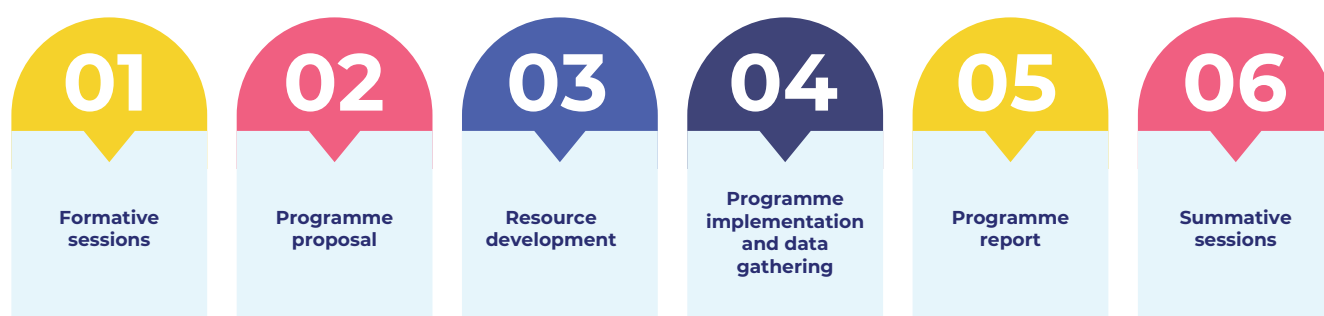 01
Formative
sessions
02
Programme
proposal
03
Resource
development
04
Programme
implementation
and data
gathering
05
Programme
report
06
Summative
sessions